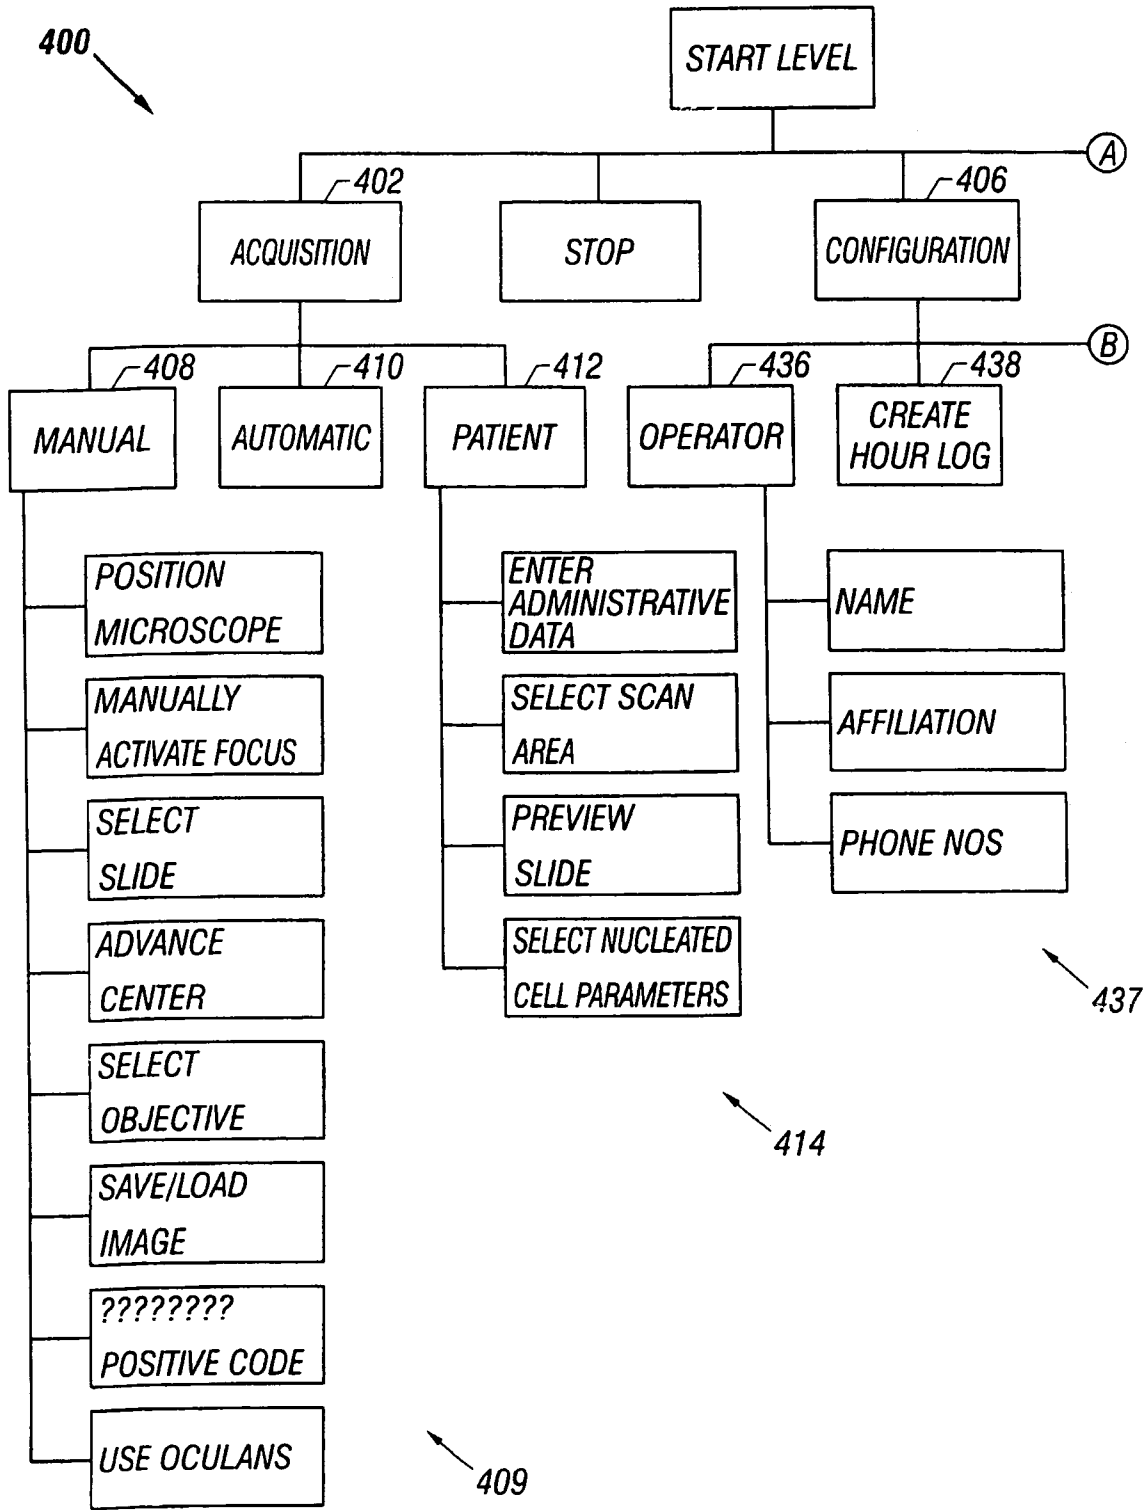 400
START LEVEL
A
402
406
ACQUISITION
STOP
CONFIGURATION
B
408
410
412
436
438
MANUAL
AUTOMATIC
PATIENT
OPERATOR
CREATE
HOUR LOG
POSITION
MICROSCOPE
MANUALLY
ACTIVATE FOCUS
SELECT
SLIDE
ADVANCE
CENTER
SELECT
OBJECTIVE
SAVE/LOAD
IMAGE
????????
POSITIVE CODE
USE OCULANS
409
ENTER
ADMINISTRATIVE
DATA
SELECT SCAN
AREA
PREVIEW
SLIDE
SELECT NUCLEATED
CELL PARAMETERS
414
NAME
AFFILIATION
PHONE NOS
437